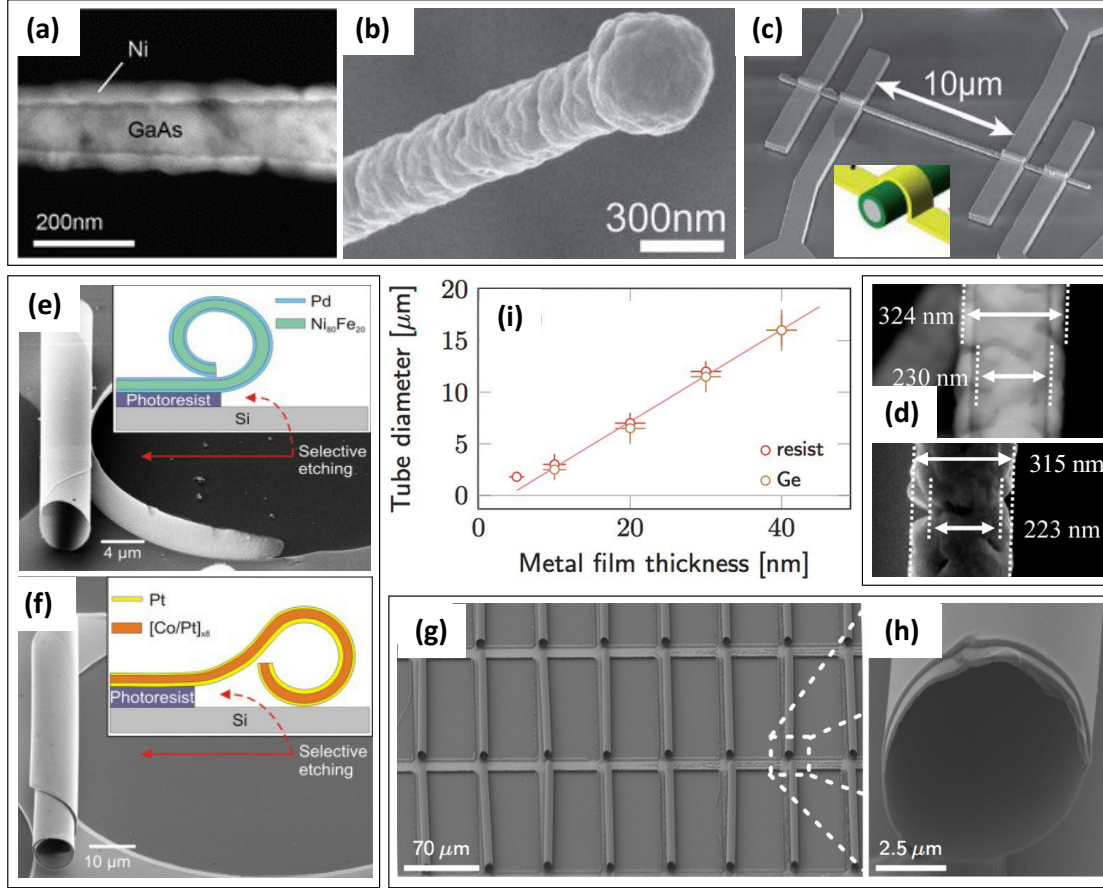 (a)
Ni
GaAs
200nm
(b)
300nm
(c)
10μm
(e)
Pd
Ni₈₀Fe₂₀
Photoresist
Si
Selective
etching
4 μm
(f)
Pt
[Co/Pt]ₓ₈
Photoresist
Si
Selective
etching
10 μm
(i)
Tube diameter [μm]
20
15
10
5
0
0
20
40
Metal film thickness [nm]
resist
Ge
324 nm
230 nm
(d)
315 nm
223 nm
(g)
70 μm
(h)
2.5 μm